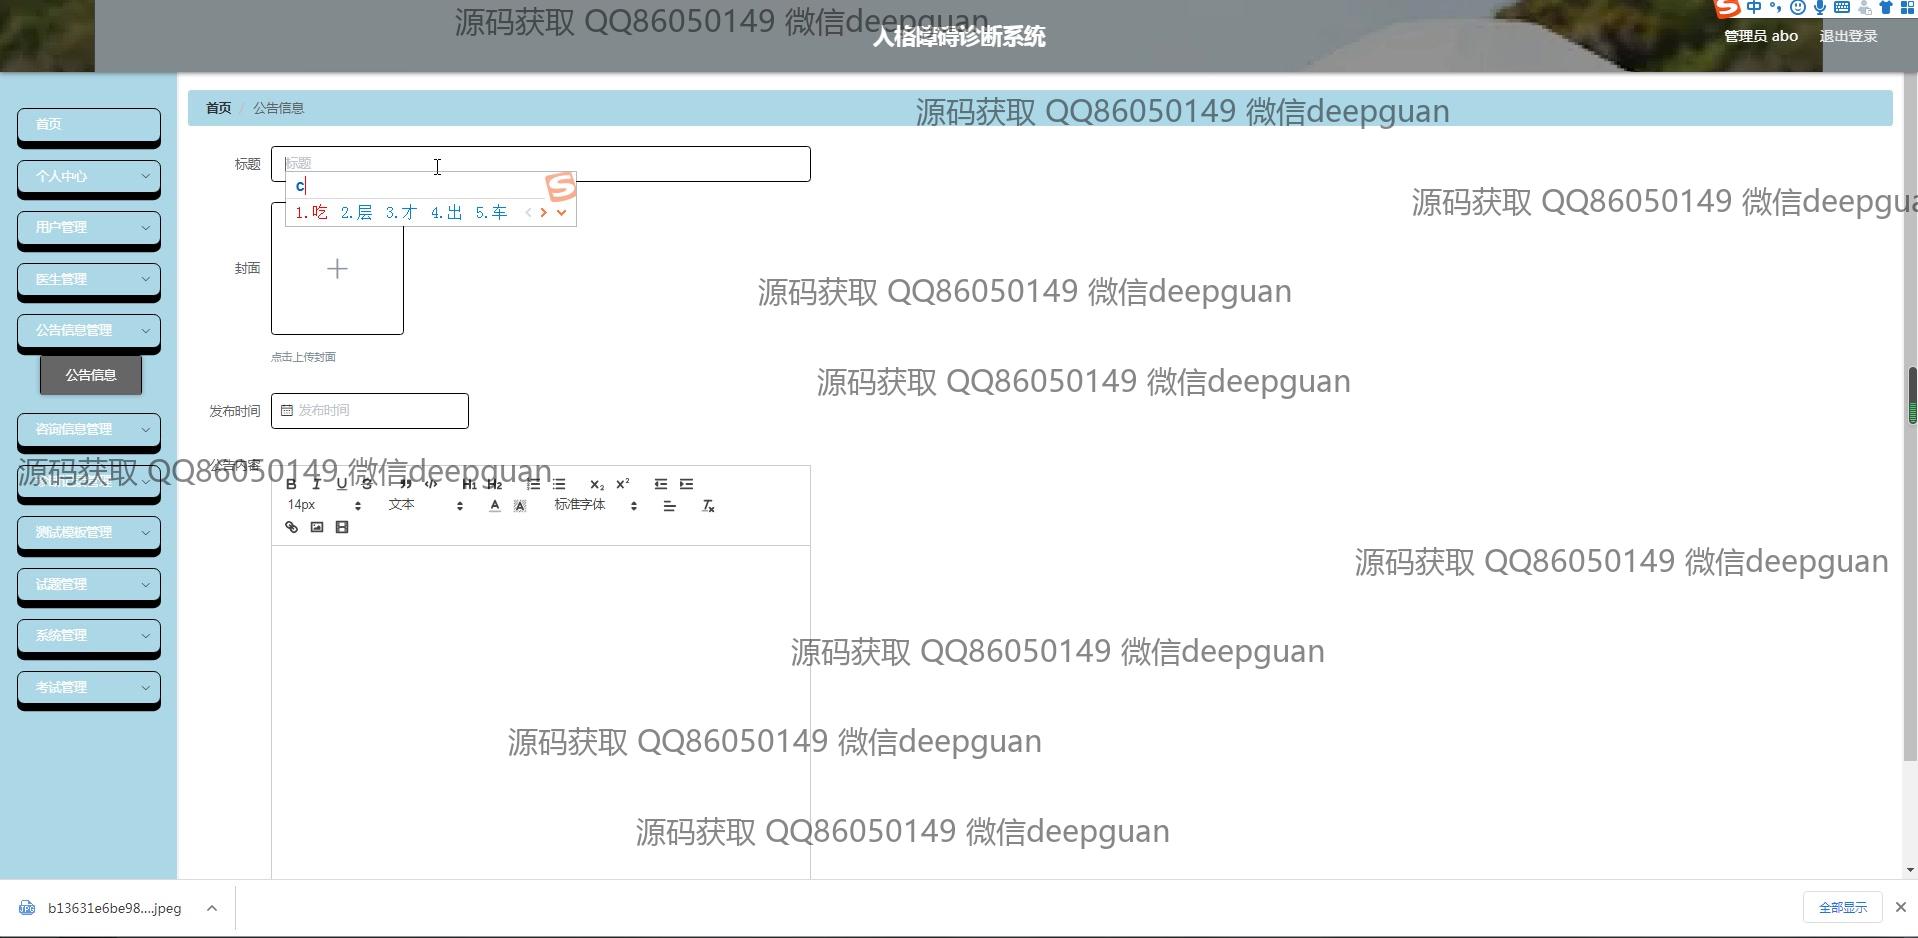 源码获取 QQ86050149 微信deepguan
人格障碍诊断系统
中
管理员 abo 退出登录
首页 / 公告信息
源码获取 QQ86050149 微信deepguan
首页
个人中心
用户管理
医生管理
公告信息管理
公告信息
咨询信息管理
测试模板管理
试题管理
系统管理
考试管理
标题 标题
c
1.吃 2.层 3.才 4.出 5.车
源码获取 QQ86050149 微信deepgua
封面
源码获取 QQ86050149 微信deepguan
点击上传封面
源码获取 QQ86050149 微信deepguan
发布时间 发布时间
公告内容
源码获取 QQ86050149 微信deepguan
B I U S H1 H2 X₂ X²
14px 文本 A A 标准字体 Tx
源码获取 QQ86050149 微信deepguan
源码获取 QQ86050149 微信deepguan
源码获取 QQ86050149 微信deepguan
源码获取 QQ86050149 微信deepguan
b13631e6be98....jpeg
全部显示